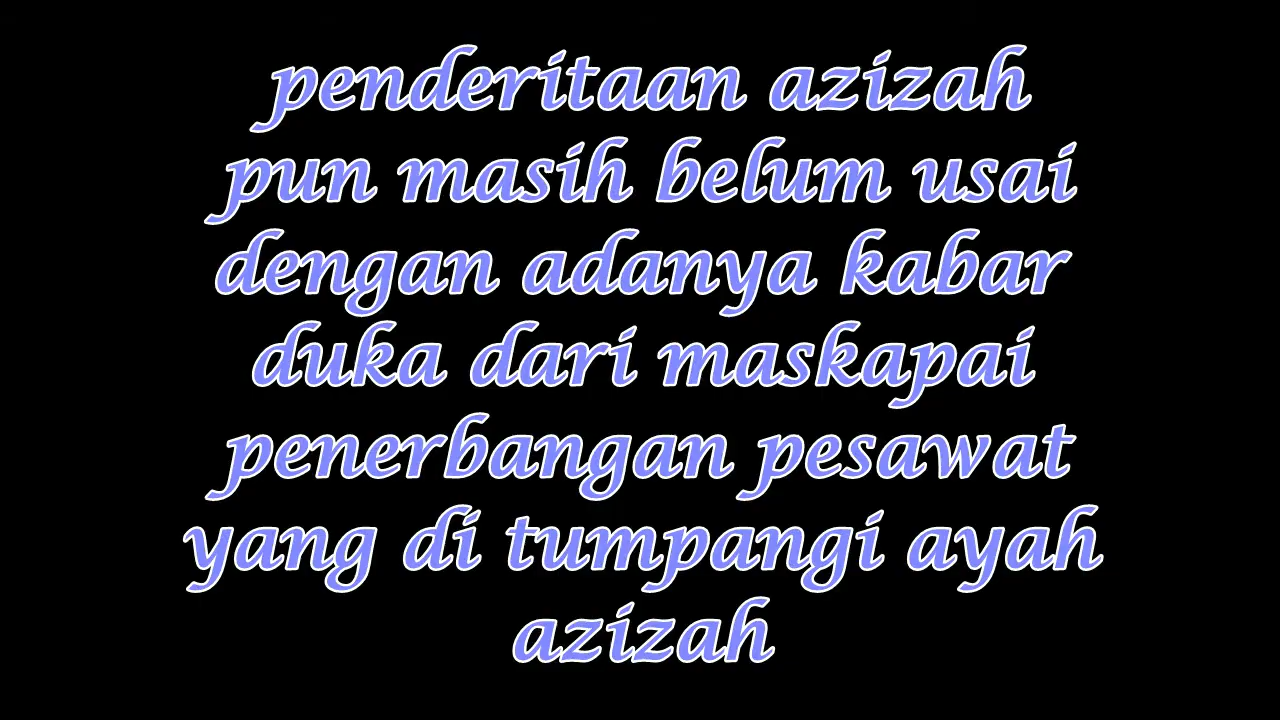 penderitaan azizah
pun masih belum usai
dengan adanya kabar
duka dari maskapai
penerbangan pesawat
yang di tumpangi ayah
azizah